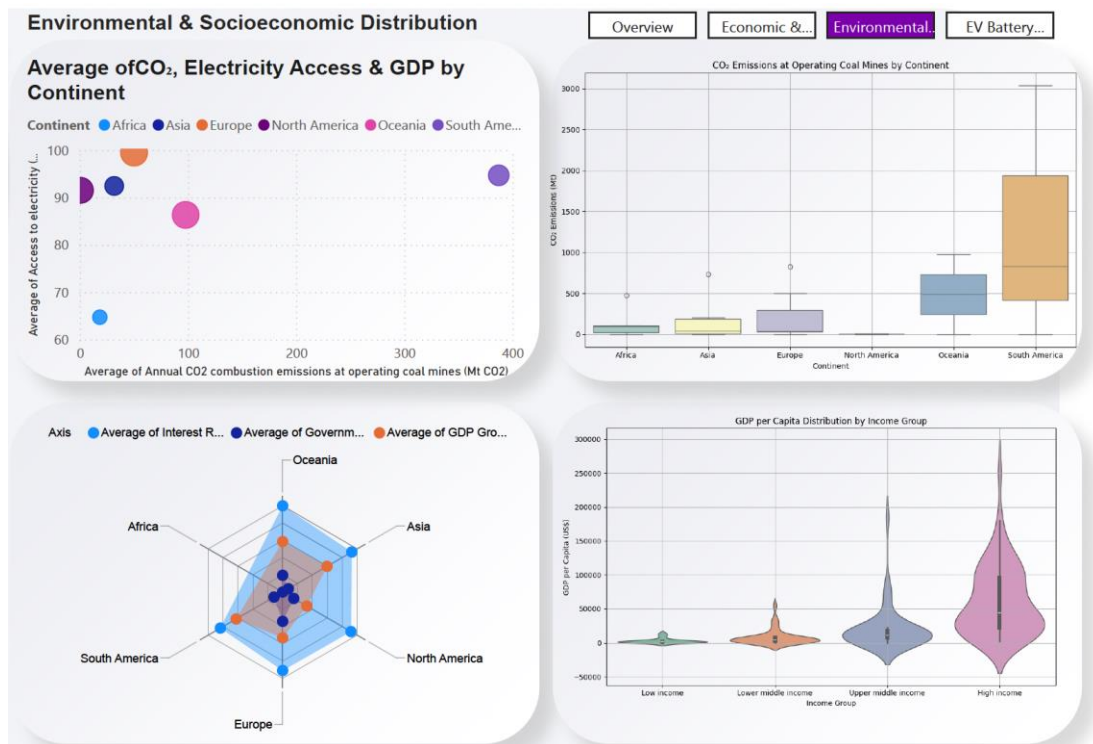 Environmental & Socioeconomic Distribution
Overview
Economic &...
Environmental...
EV Battery...
Average ofCO₂, Electricity Access & GDP by
Continent
Continent Africa Asia Europe North America Oceania South Ame...
100
90
80
70
60
Average of Access to electricity (...
0 100 200 300 400
Average of Annual CO2 combustion emissions at operating coal mines (Mt CO2)
CO₂ Emissions at Operating Coal Mines by Continent
3000
2500
2000
1500
1000
500
0
CO₂ Emissions (Mt)
Africa Asia Europe North America Oceania South America
Continent
Axis Average of Interest R... Average of Governm... Average of GDP Gro...
Oceania
Africa
Asia
South America
North America
Europe
GDP per Capita Distribution by Income Group
300000
250000
200000
150000
100000
50000
0
−50000
GDP per Capita (US$)
Low income Lower middle income Upper middle income High income
Income Group